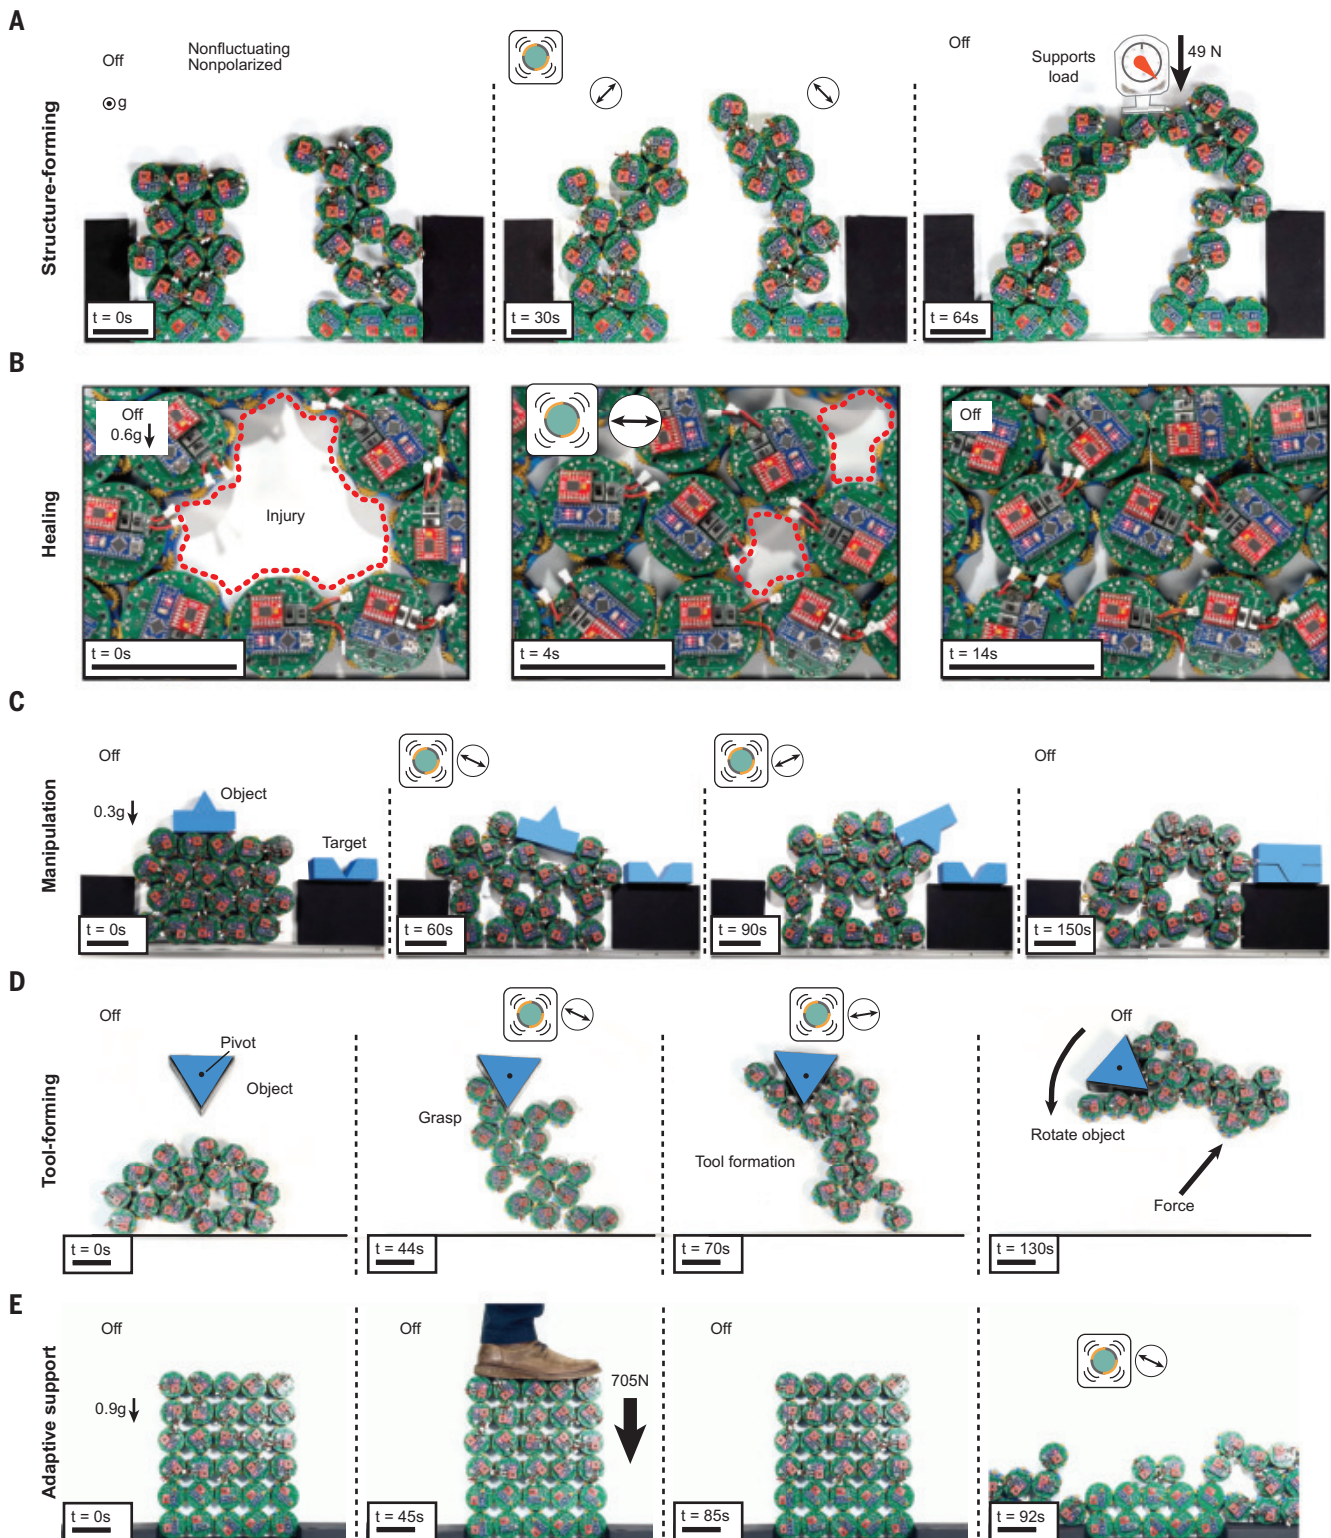 A
Structure-forming
Off
Nonfluctuating
Nonpolarized
g
t = 0s
t = 30s
Off
Supports
load
49 N
t = 64s
B
Healing
Off
0.6g
Injury
t = 0s
t = 4s
Off
t = 14s
C
Manipulation
Off
0.3g
Object
Target
t = 0s
t = 60s
t = 90s
Off
t = 150s
D
Tool-forming
Off
Pivot
Object
t = 0s
Grasp
t = 44s
Tool formation
t = 70s
Off
Rotate object
Force
t = 130s
E
Adaptive support
Off
0.9g
t = 0s
Off
705N
t = 45s
Off
t = 85s
t = 92s